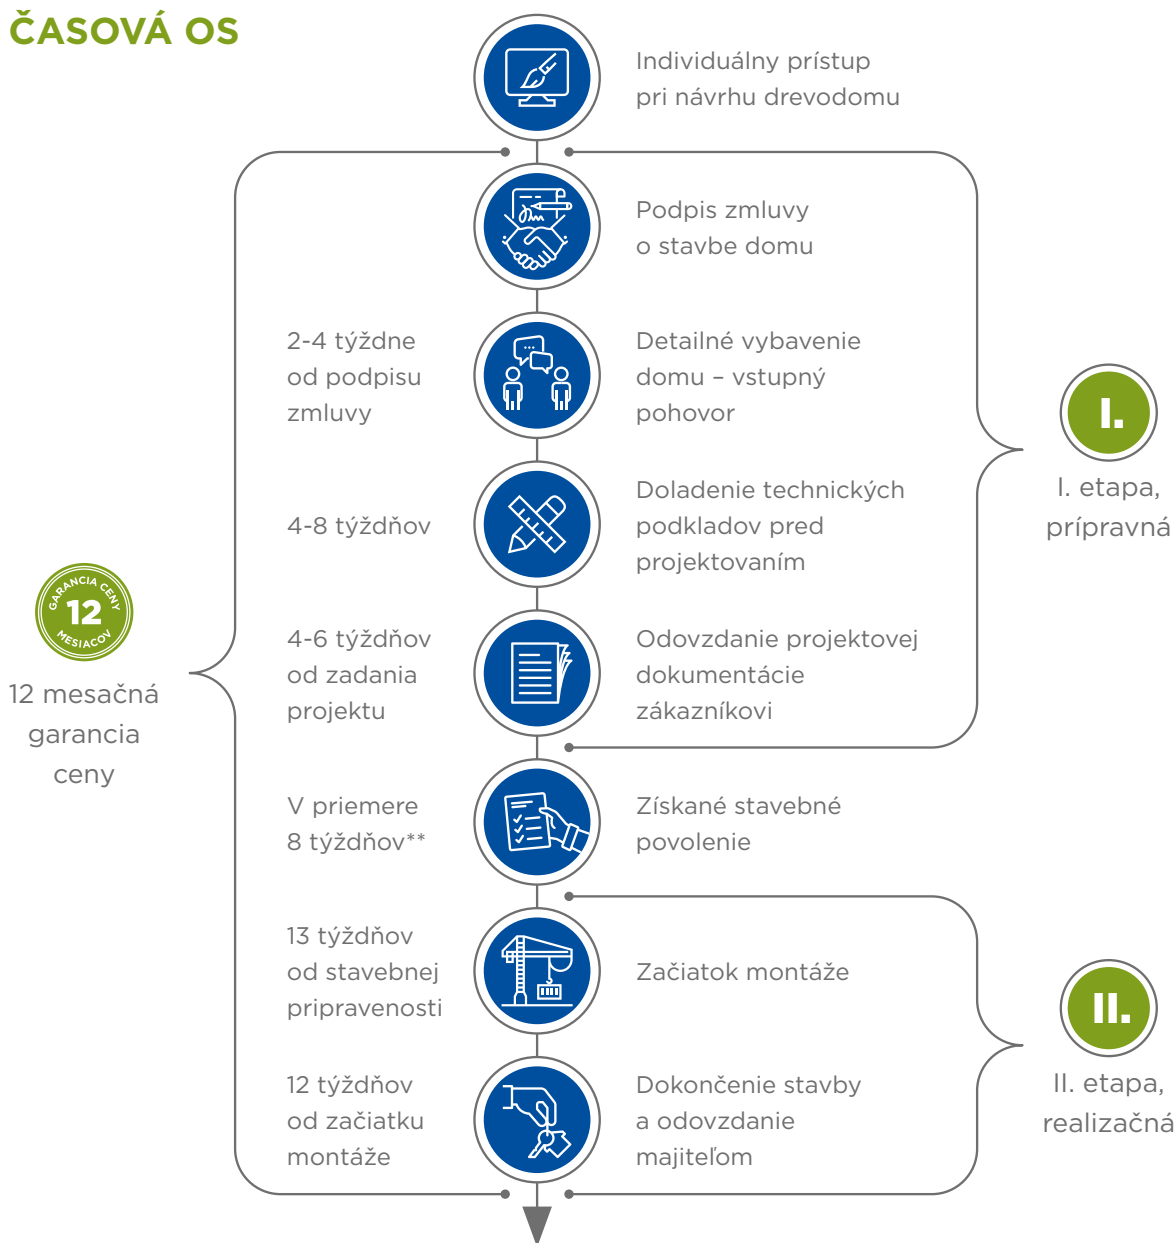 ČASOVÁ OS
Individuálny prístup
pri návrhu drevodomu
Podpis zmluvy
o stavbe domu
2-4 týždne
od podpisu
zmluvy
Detailné vybavenie
domu – vstupný
pohovor
I.
I. etapa,
prípravná
4-8 týždňov
Doladenie technických
podkladov pred
projektovaním
GARANCIA CENY
12
MESIACOV
12 mesačná
garancia
ceny
4-6 týždňov
od zadania
projektu
Odovzdanie projektovej
dokumentácie
zákazníkovi
V priemere
8 týždňov**
Získané stavebné
povolenie
13 týždňov
od stavebnej
pripravenosti
Začiatok montáže
II.
II. etapa,
realizačná
12 týždňov
od začiatku
montáže
Dokončenie stavby
a odovzdanie
majiteľom